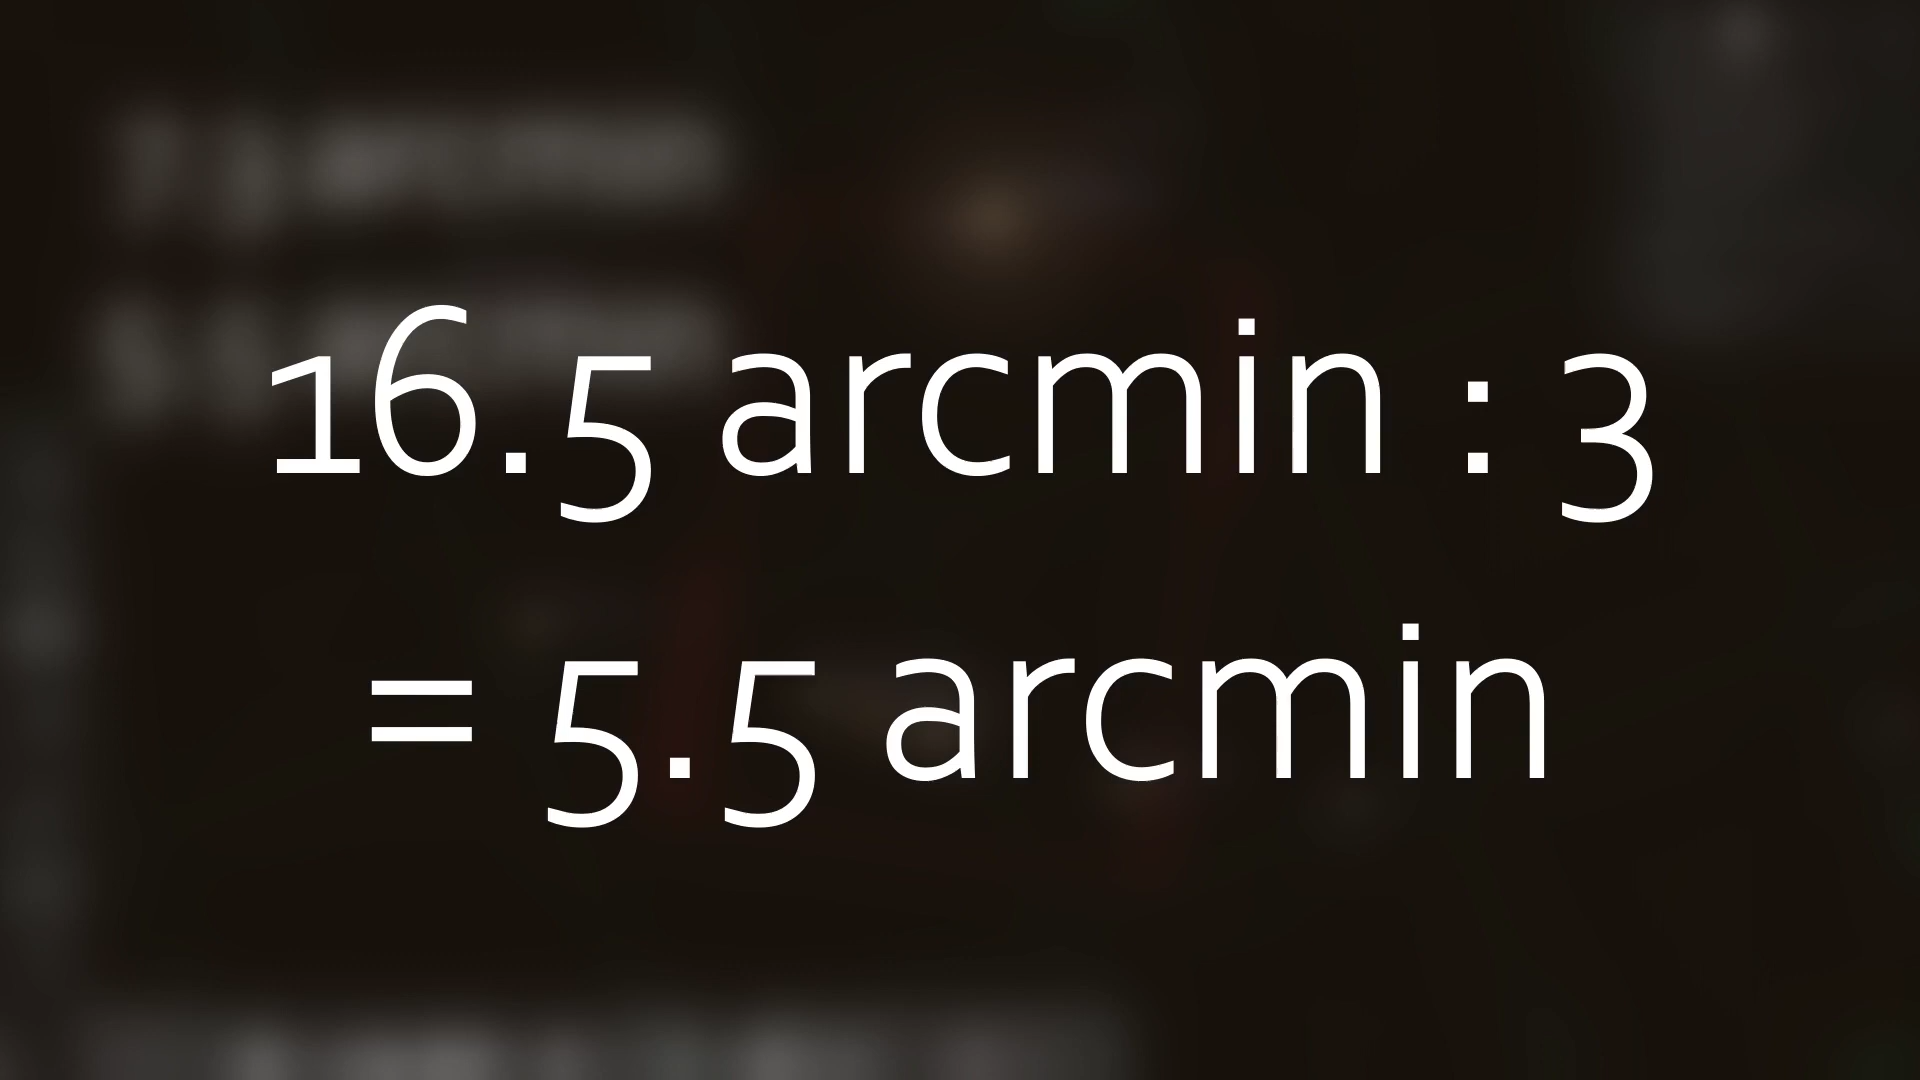 16.5 arcmin : 3
= 5.5 arcmin